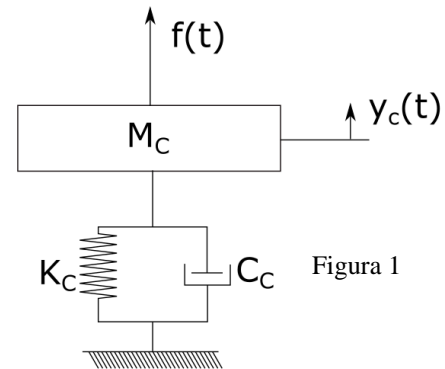 f(t)
M_C
y_c(t)
K_C
C_C
Figura 1